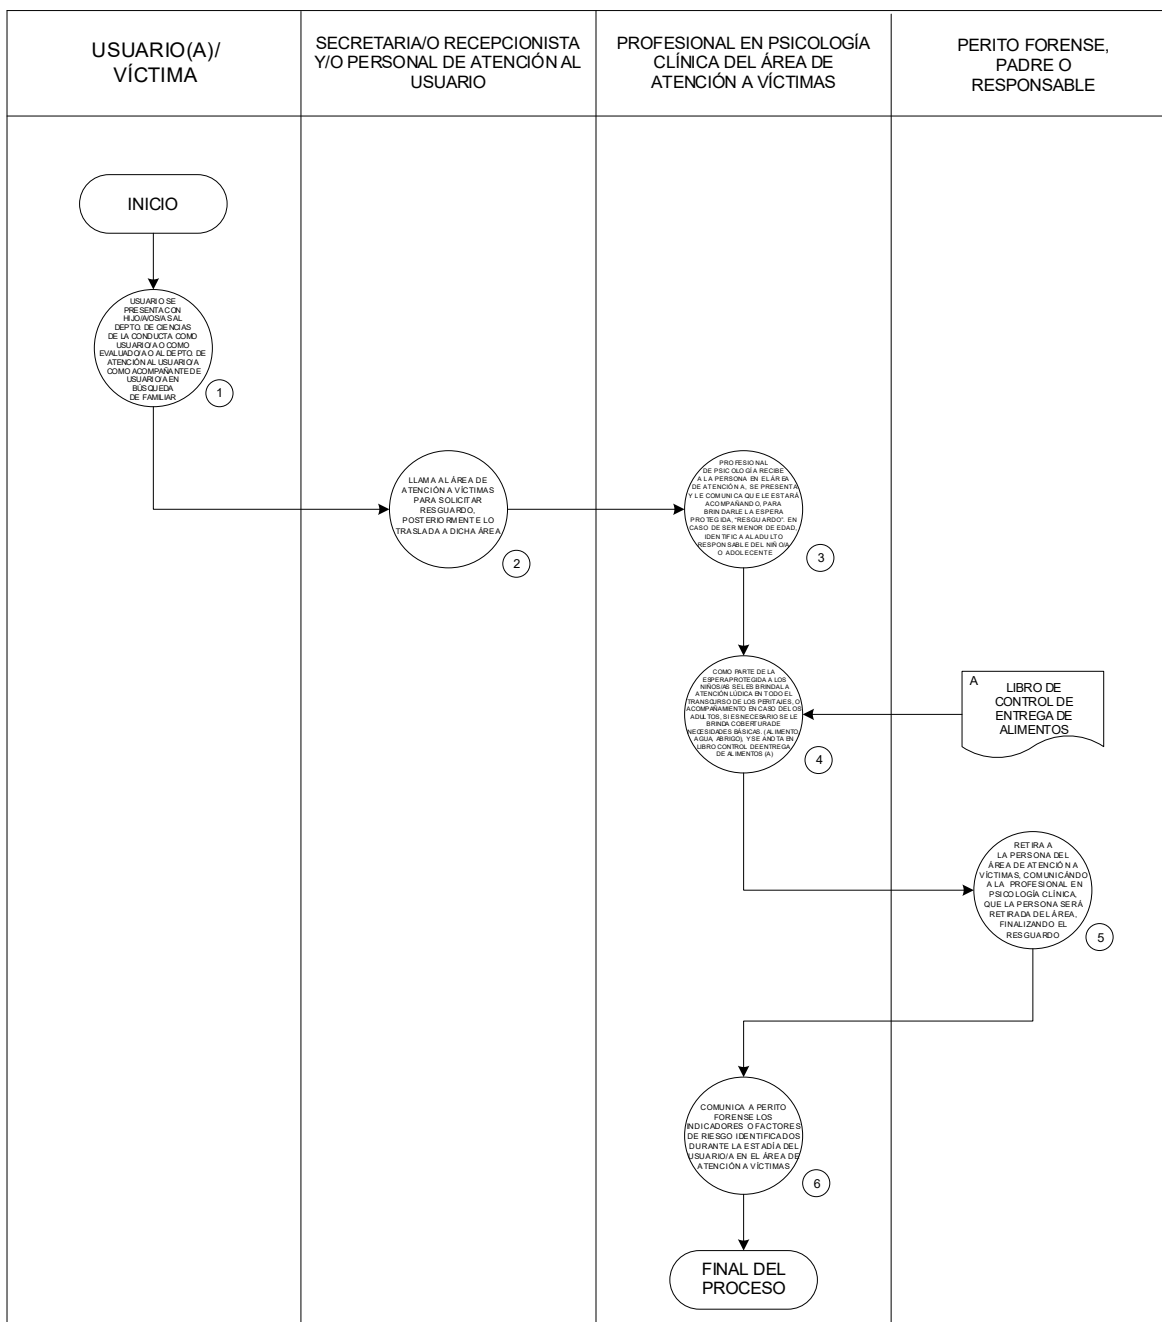 USUARIO(A)/
VÍCTIMA
SECRETARIA/O RECEPCIONISTA
Y/O PERSONAL DE ATENCIÓN AL
USUARIO
PROFESIONAL EN PSICOLOGÍA
CLÍNICA DEL ÁREA DE
ATENCIÓN A VÍCTIMAS
PERITO FORENSE,
PADRE O
RESPONSABLE
INICIO
USUARIO SE
PRESENTA CON
HIJO/A/OS/AS AL
DEPTO. DE CIENCIAS
DE LA CONDUCTA COMO
USUARIO/A O COMO
EVALUADO/A O AL DEPTO. DE
ATENCIÓN AL USUARIO/A
COMO ACOMPAÑANTE DE
USUARIO/A EN
BÚSQUEDA
DE FAMILIAR
1
LLAMA AL ÁREA DE
ATENCIÓN A VÍCTIMAS
PARA SOLICITAR
RESGUARDO,
POSTERIORMENTE LO
TRASLADA A DICHA ÁREA
2
PROFESIONAL
DE PSICOLOGÍA RECIBE
A LA PERSONA EN EL ÁREA
DE ATENCIÓN A, SE PRESENTA
Y LE COMUNICA QUE LE ESTARÁ
ACOMPAÑANDO, PARA
BRINDARLE LA ESPERA
PROTEGIDA, "RESGUARDO". EN
CASO DE SER MENOR DE EDAD,
IDENTIFICA AL ADULTO
RESPONSABLE DEL NIÑO/A
O ADOLECENTE
3
COMO PARTE DE LA
ESPERA PROTEGIDA A LOS
NIÑOS/AS SE LES BRINDA LA
ATENCIÓN LÚDICA EN TODO EL
TRANSCURSO DE LOS PERITAJES, O
ACOMPAÑAMIENTO EN CASO DE LOS
ADULTOS, SI ES NECESARIO SE LE
BRINDA COBERTURA DE
NECESIDADES BÁSICAS. (ALIMENTO,
AGUA, ABRIGO), Y SE ANOTA EN
LIBRO CONTROL DE ENTREGA
DE ALIMENTOS (A)
4
A
LIBRO DE
CONTROL DE
ENTREGA DE
ALIMENTOS
RETIRA A
LA PERSONA DEL
ÁREA DE ATENCIÓN A
VÍCTIMAS, COMUNICÁNDO
A LA PROFESIONAL EN
PSICOLOGÍA CLÍNICA,
QUE LA PERSONA SERÁ
RETIRADA DEL ÁREA,
FINALIZANDO EL
RESGUARDO
5
COMUNICA A PERITO
FORENSE LOS
INDICADORES O FACTORES
DE RIESGO IDENTIFICADOS
DURANTE LA ESTADÍA DEL
USUARIO/A EN EL ÁREA DE
ATENCIÓN A VÍCTIMAS
6
FINAL DEL
PROCESO